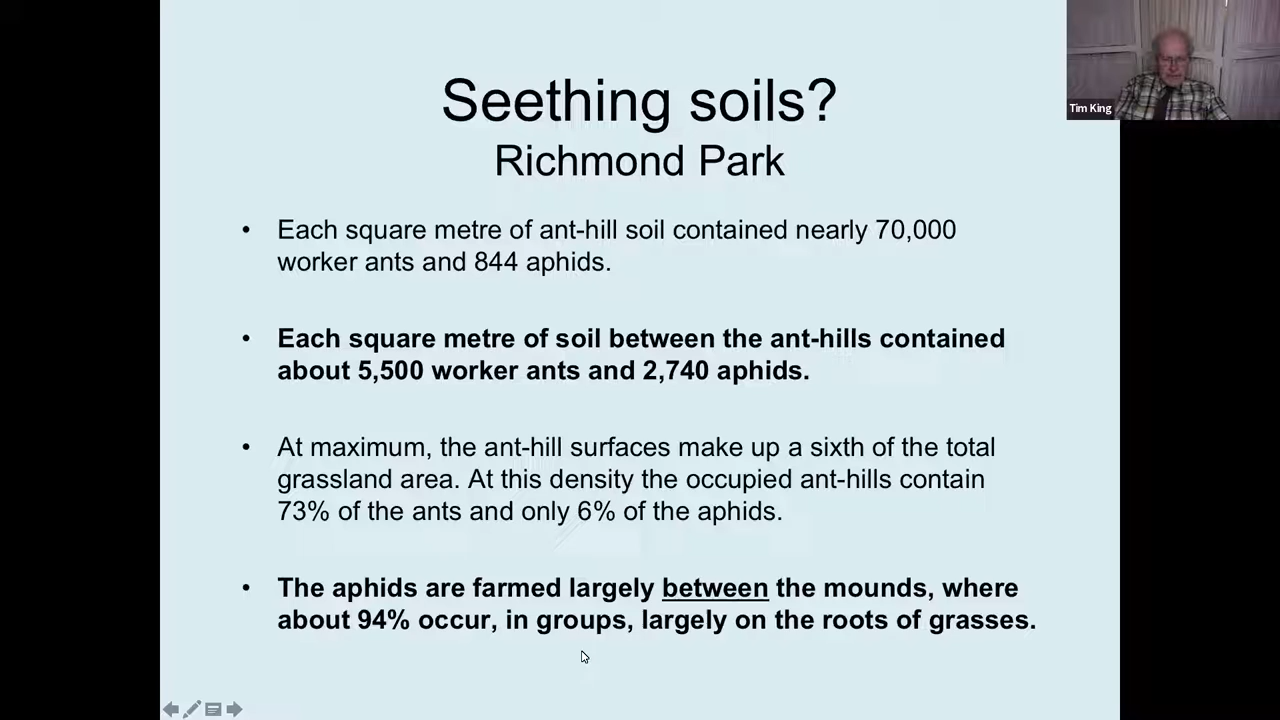 Seething soils?
Richmond Park
Tim King
• Each square metre of ant-hill soil contained nearly 70,000
worker ants and 844 aphids.
• Each square metre of soil between the ant-hills contained
about 5,500 worker ants and 2,740 aphids.
• At maximum, the ant-hill surfaces make up a sixth of the total
grassland area. At this density the occupied ant-hills contain
73% of the ants and only 6% of the aphids.
• The aphids are farmed largely between the mounds, where
about 94% occur, in groups, largely on the roots of grasses.